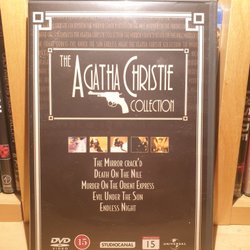 THE
AGATHA CHRISTIE
COLLECTION
THE MIRROR CRACK'D
DEATH ON THE NILE
MURDER ON THE ORIENT EXPRESS
EVIL UNDER THE SUN
ENDLESS NIGHT
DVD
VIDEO
15
STUDIOCANAL
15
UNIVERSAL